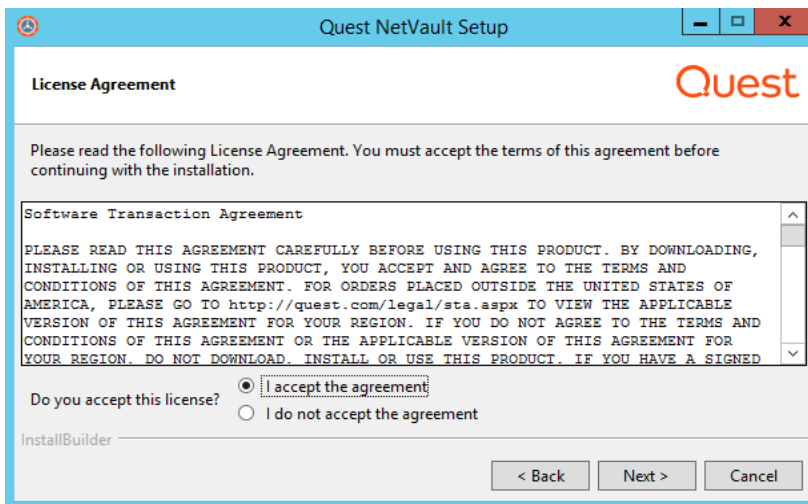 Quest NetVault Setup
License Agreement
Quest
Please read the following License Agreement. You must accept the terms of this agreement before
continuing with the installation.
Software Transaction Agreement
PLEASE READ THIS AGREEMENT CAREFULLY BEFORE USING THIS PRODUCT. BY DOWNLOADING,
INSTALLING OR USING THIS PRODUCT, YOU ACCEPT AND AGREE TO THE TERMS AND
CONDITIONS OF THIS AGREEMENT. FOR ORDERS PLACED OUTSIDE THE UNITED STATES OF
AMERICA, PLEASE GO TO http://quest.com/legal/sta.aspx TO VIEW THE APPLICABLE
VERSION OF THIS AGREEMENT FOR YOUR REGION. IF YOU DO NOT AGREE TO THE TERMS AND
CONDITIONS OF THIS AGREEMENT OR THE APPLICABLE VERSION OF THIS AGREEMENT FOR
YOUR REGION. DO NOT DOWNLOAD. INSTALL OR USE THIS PRODUCT. IF YOU HAVE A SIGNED
Do you accept this license?
I accept the agreement
I do not accept the agreement
InstallBuilder
< Back
Next >
Cancel